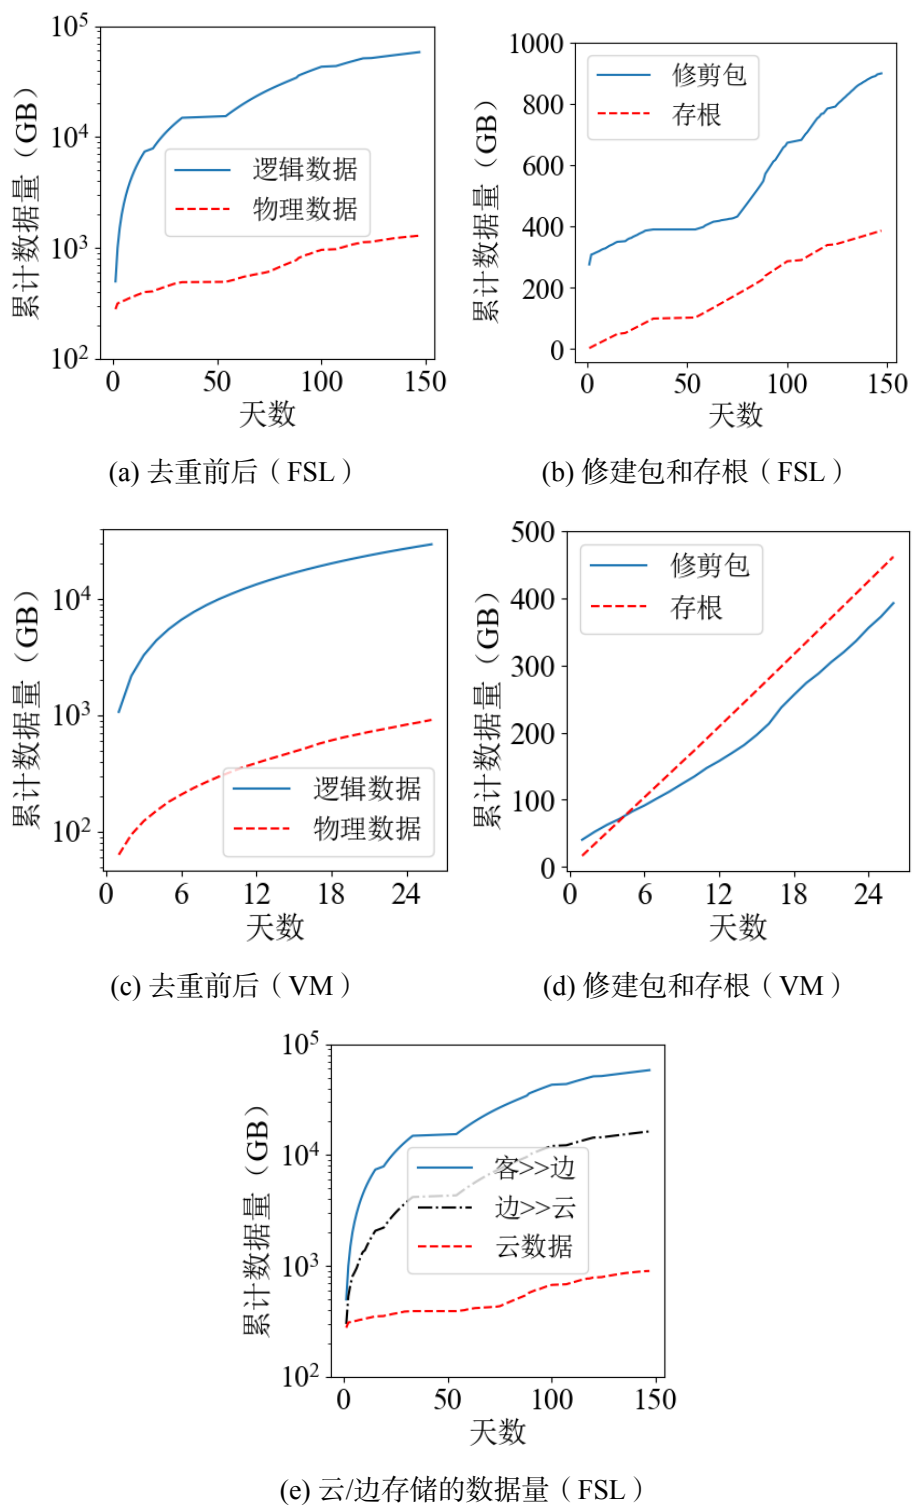 10^5
10^4
10^3
10^2
累计数据量（GB）
逻辑数据
物理数据
0 50 100 150
天数
(a) 去重前后（FSL）
1000
800
600
400
200
0
累计数据量（GB）
修剪包
存根
0 50 100 150
天数
(b) 修建包和存根（FSL）
10^4
10^3
10^2
累计数据量（GB）
逻辑数据
物理数据
0 6 12 18 24
天数
(c) 去重前后（VM）
500
400
300
200
100
0
累计数据量（GB）
修剪包
存根
0 6 12 18 24
天数
(d) 修建包和存根（VM）
10^5
10^4
10^3
10^2
累计数据量（GB）
客>>边
边>>云
云数据
0 50 100 150
天数
(e) 云/边存储的数据量（FSL）